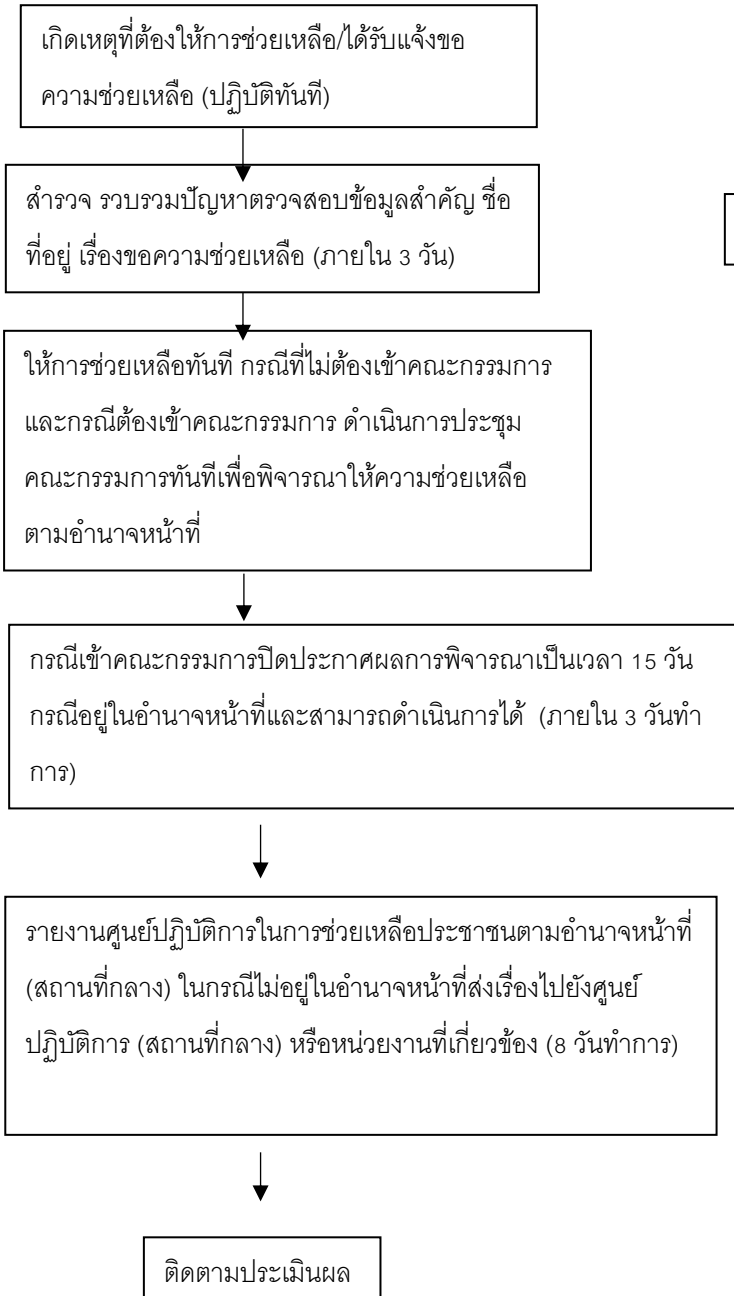 เกิดเหตุที่ต้องให้การช่วยเหลือ/ได้รับแจ้งขอ
ความช่วยเหลือ (ปฏิบัติทันที)
สำรวจ รวบรวมปัญหาตรวจสอบข้อมูลสำคัญ ชื่อ
ที่อยู่ เรื่องขอความช่วยเหลือ (ภายใน 3 วัน)
ให้การช่วยเหลือทันที กรณีที่ไม่ต้องเข้าคณะกรรมการ
และกรณีต้องเข้าคณะกรรมการ ดำเนินการประชุม
คณะกรรมการทันทีเพื่อพิจารณาให้ความช่วยเหลือ
ตามอำนาจหน้าที่
กรณีเข้าคณะกรรมการปิดประกาศผลการพิจารณาเป็นเวลา 15 วัน
กรณีอยู่ในอำนาจหน้าที่และสามารถดำเนินการได้ (ภายใน 3 วันทำ
การ)
รายงานศูนย์ปฏิบัติการในการช่วยเหลือประชาชนตามอำนาจหน้าที่
(สถานที่กลาง) ในกรณีไม่อยู่ในอำนาจหน้าที่ส่งเรื่องไปยังศูนย์
ปฏิบัติการ (สถานที่กลาง) หรือหน่วยงานที่เกี่ยวข้อง (8 วันทำการ)
ติดตามประเมินผล